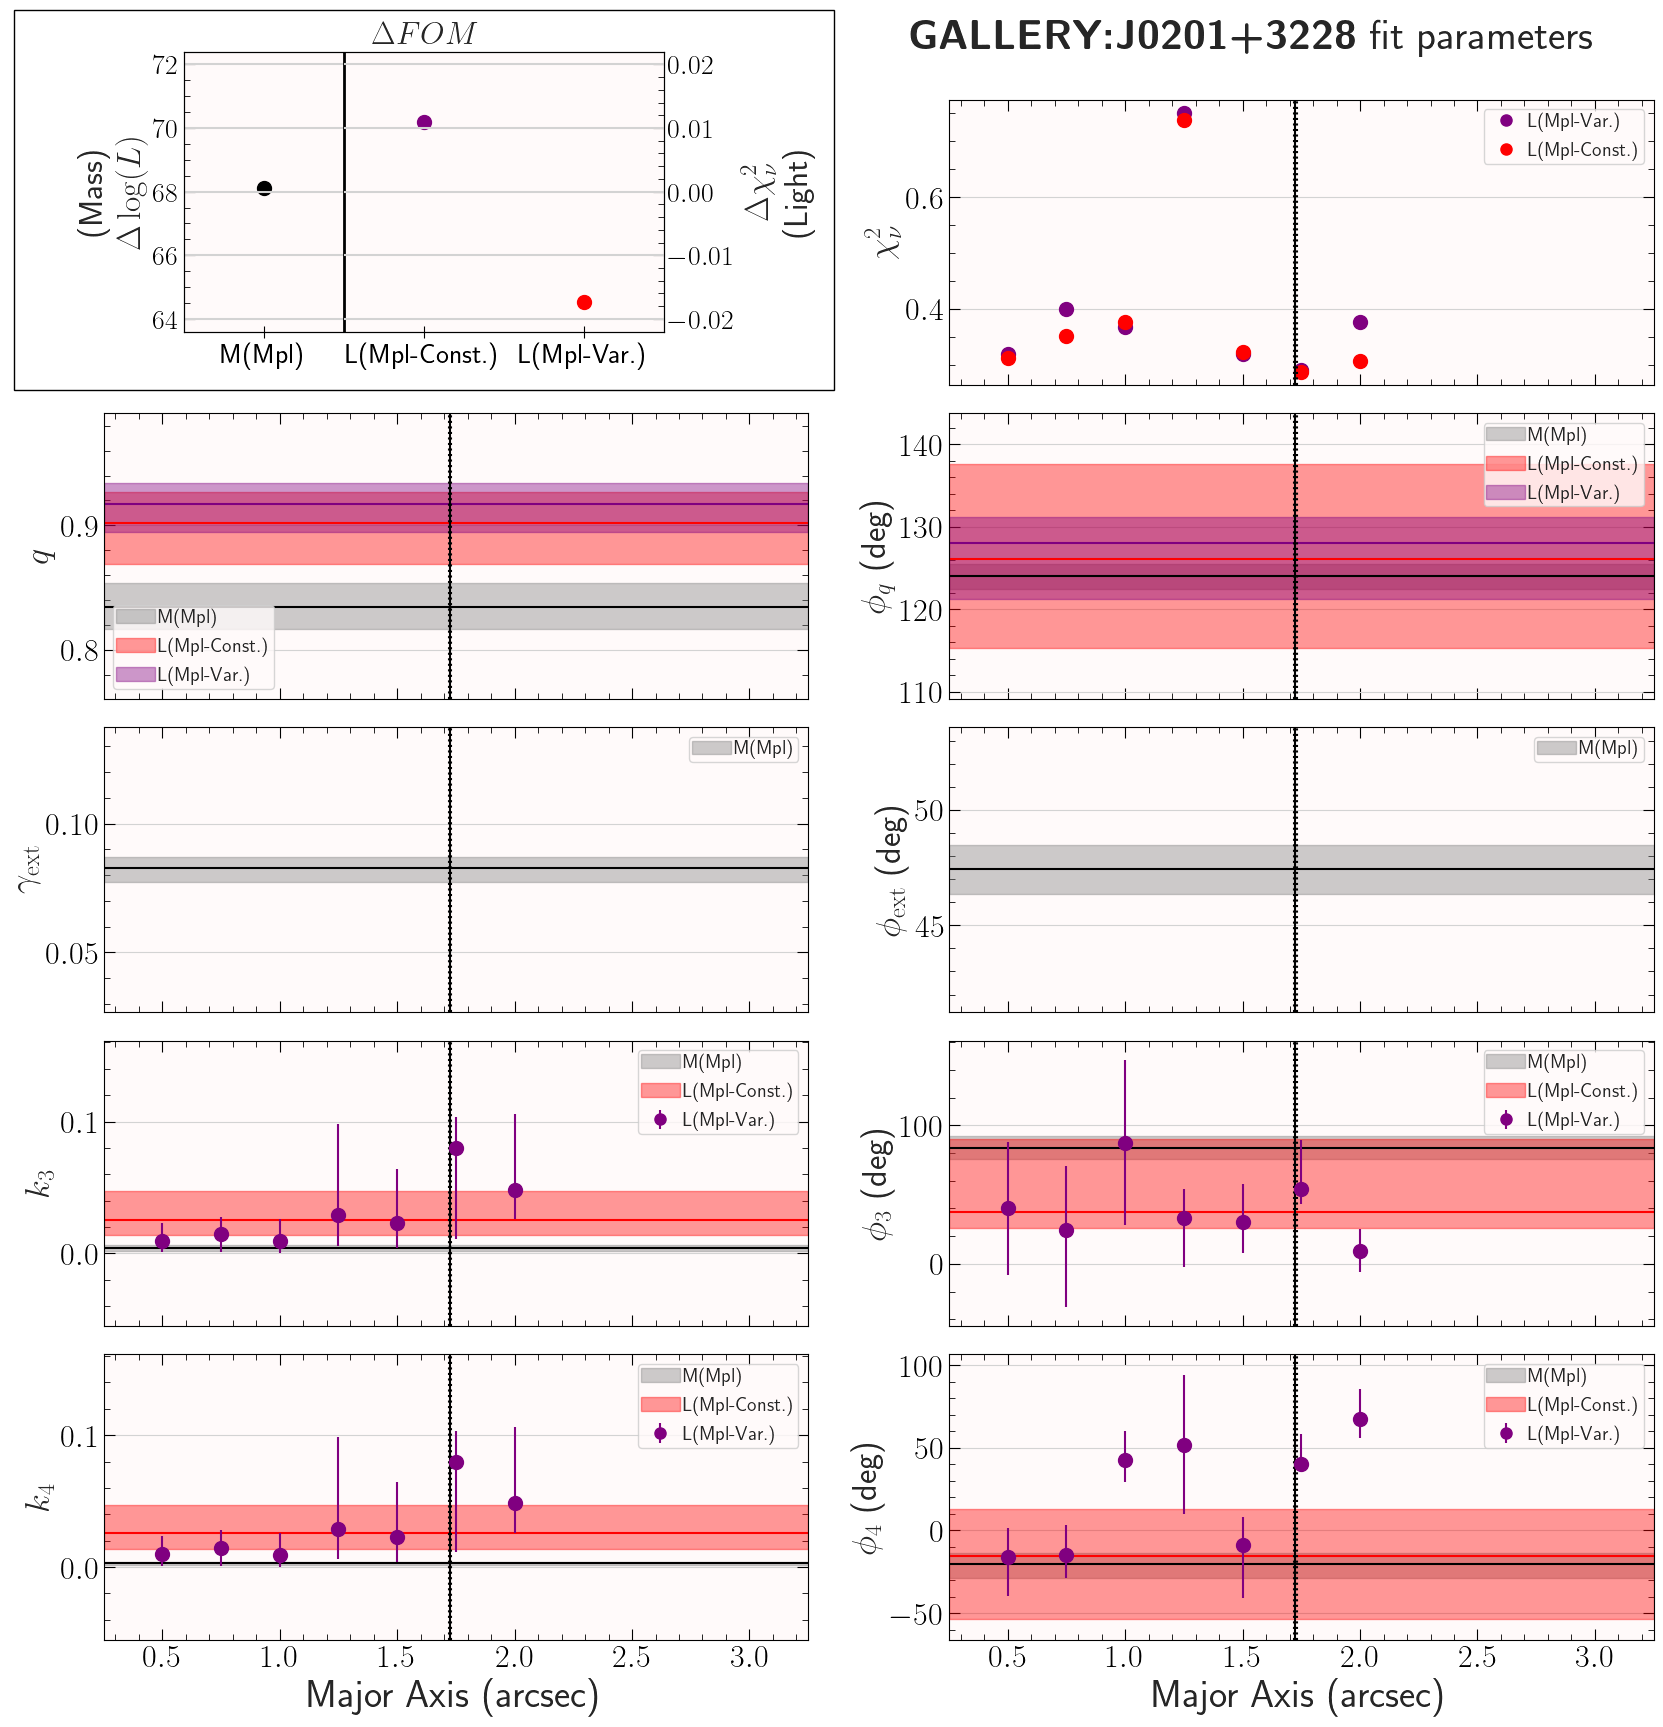 ΔFOM
GALLERY:J0201+3228 fit parameters
(Mass)
Δ log(L)
72
70
68
66
64
0.02
0.01
0.00
−0.01
−0.02
Δχ²ᵥ
(Light)
M(Mpl)
L(Mpl-Const.)
L(Mpl-Var.)
χ²ᵥ
0.6
0.4
L(Mpl-Var.)
L(Mpl-Const.)
q
0.9
0.8
M(Mpl)
L(Mpl-Const.)
L(Mpl-Var.)
ϕ_q (deg)
140
130
120
110
M(Mpl)
L(Mpl-Const.)
L(Mpl-Var.)
γ_ext
0.10
0.05
M(Mpl)
ϕ_ext (deg)
50
45
M(Mpl)
k₃
0.1
0.0
M(Mpl)
L(Mpl-Const.)
L(Mpl-Var.)
ϕ₃ (deg)
100
0
M(Mpl)
L(Mpl-Const.)
L(Mpl-Var.)
k₄
0.1
0.0
M(Mpl)
L(Mpl-Const.)
L(Mpl-Var.)
0.5 1.0 1.5 2.0 2.5 3.0
Major Axis (arcsec)
ϕ₄ (deg)
100
50
0
−50
M(Mpl)
L(Mpl-Const.)
L(Mpl-Var.)
0.5 1.0 1.5 2.0 2.5 3.0
Major Axis (arcsec)